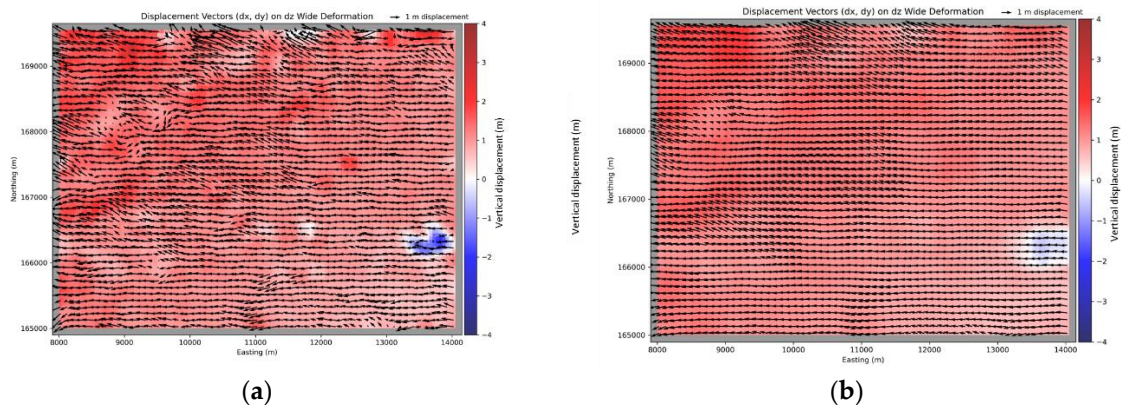 Displacement Vectors (dx, dy) on dz Wide Deformation
1 m displacement
Northing (m)
169000
168000
167000
166000
165000
8000 9000 10000 11000 12000 13000 14000
Easting (m)
4
3
2
1
0
−1
−2
−3
−4
Vertical displacement (m)
(a)
Vertical displacement (m)
Displacement Vectors (dx, dy) on dz Wide Deformation
1 m displacement
Northing (m)
169000
168000
167000
166000
165000
8000 9000 10000 11000 12000 13000 14000
Easting (m)
4
3
2
1
0
−1
−2
−3
−4
Vertical displacement (m)
(b)